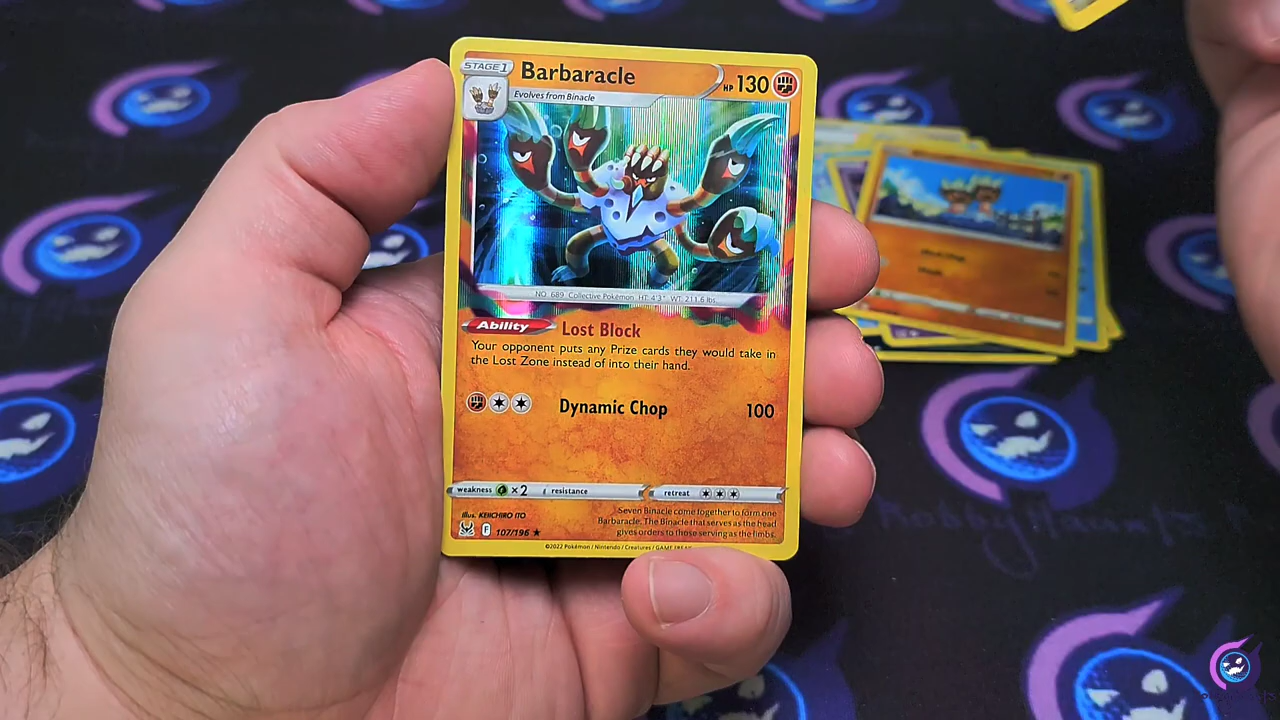 STAGE 1
Barbaracle
HP 130
Evolves from Binacle
NO. 689 Collective Pokémon HT: 4'3" WT: 211.6 lbs.
Ability Lost Block
Your opponent puts any Prize cards they would take in
the Lost Zone instead of into their hand.
Dynamic Chop 100
weakness ×2 resistance retreat
Illus. KEIICHIRO ITO
F 107/196 ★
Seven Binacle come together to form one
Barbaracle. The Binacle that serves as the head
gives orders to those serving as the limbs.
©2022 Pokémon / Nintendo / Creatures / GAME FREAK